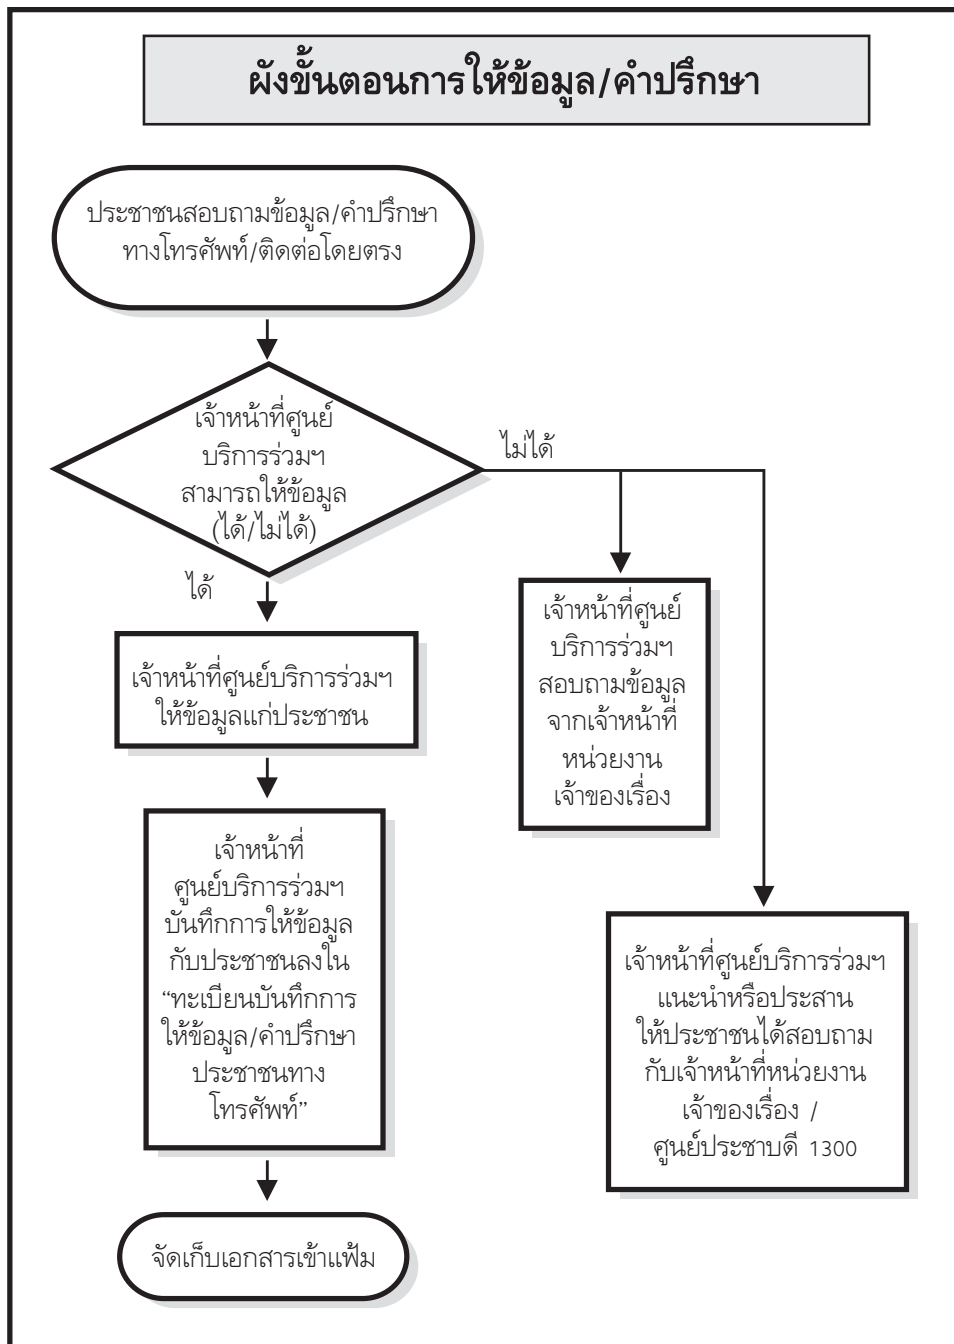 ผังขั้นตอนการให้ข้อมูล/คำปรึกษา
ประชาชนสอบถามข้อมูล/คำปรึกษา
ทางโทรศัพท์/ติดต่อโดยตรง
เจ้าหน้าที่ศูนย์
บริการร่วมฯ
สามารถให้ข้อมูล
(ได้/ไม่ได้)
ไม่ได้
ได้
เจ้าหน้าที่ศูนย์บริการร่วมฯ
ให้ข้อมูลแก่ประชาชน
เจ้าหน้าที่
ศูนย์บริการร่วมฯ
บันทึกการให้ข้อมูล
กับประชาชนลงใน
“ทะเบียนบันทึกการ
ให้ข้อมูล/คำปรึกษา
ประชาชนทาง
โทรศัพท์”
จัดเก็บเอกสารเข้าแฟ้ม
เจ้าหน้าที่ศูนย์
บริการร่วมฯ
สอบถามข้อมูล
จากเจ้าหน้าที่
หน่วยงาน
เจ้าของเรื่อง
เจ้าหน้าที่ศูนย์บริการร่วมฯ
แนะนำหรือประสาน
ให้ประชาชนได้สอบถาม
กับเจ้าหน้าที่หน่วยงาน
เจ้าของเรื่อง /
ศูนย์ประชาบดี 1300